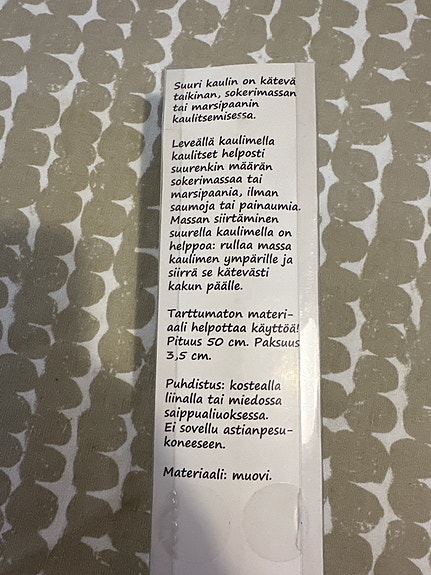 Suuri kaulin on kätevä
taikinan, sokerimassan
tai marsipaanin
kaulitsemisessa.
Leveällä kaulimella
kaulitset helposti
suurenkin määrän
sokerimassaa tai
marsipaania, ilman
saumoja tai painaumia.
Massan siirtäminen
suurella kaulimella on
helppoa: rullaa massa
kaulimen ympärille ja
siirrä se kätevästi
kakun päälle.
Tarttumaton materi-
aali helpottaa käyttöä!
Pituus 50 cm. Paksuus
3,5 cm.
Puhdistus: kostealla
liinalla tai miedossa
saippualiuoksessa.
Ei sovellu astianpesu-
koneeseen.
Materiaali: muovi.